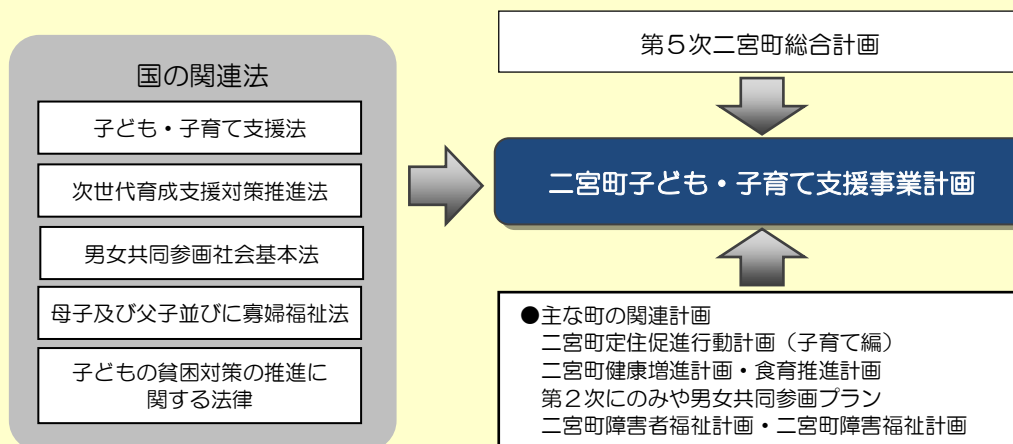 国の関連法
子ども・子育て支援法
次世代育成支援対策推進法
男女共同参画社会基本法
母子及び父子並びに寡婦福祉法
子どもの貧困対策の推進に
関する法律
第５次二宮町総合計画
二宮町子ども・子育て支援事業計画
●主な町の関連計画
二宮町定住促進行動計画（子育て編）
二宮町健康増進計画・食育推進計画
第２次にのみや男女共同参画プラン
二宮町障害者福祉計画・二宮町障害福祉計画